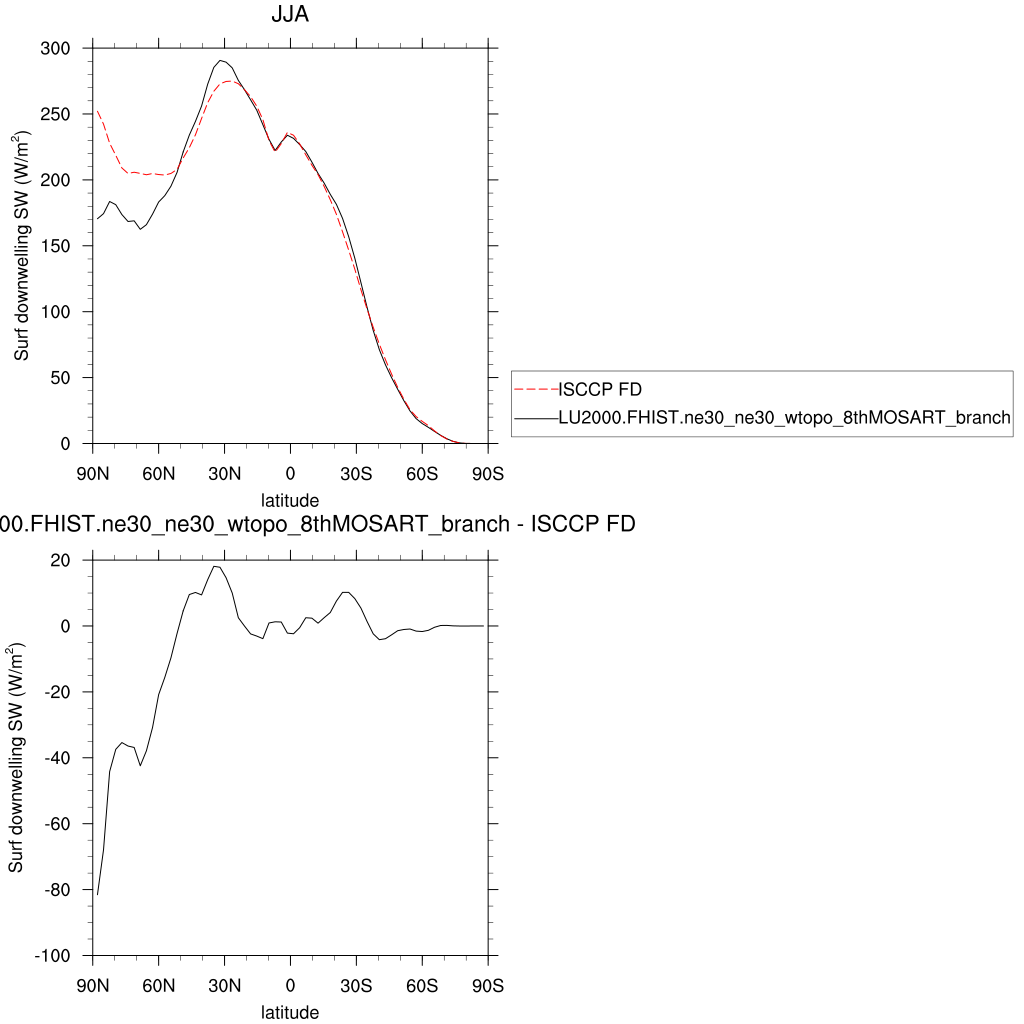 JJA
Surf downwelling SW (W/m²)
300
250
200
150
100
50
0
90N 60N 30N 0 30S 60S 90S
latitude
ISCCP FD
LU2000.FHIST.ne30_ne30_wtopo_8thMOSART_branch
00.FHIST.ne30_ne30_wtopo_8thMOSART_branch - ISCCP FD
Surf downwelling SW (W/m²)
20
0
-20
-40
-60
-80
-100
90N 60N 30N 0 30S 60S 90S
latitude